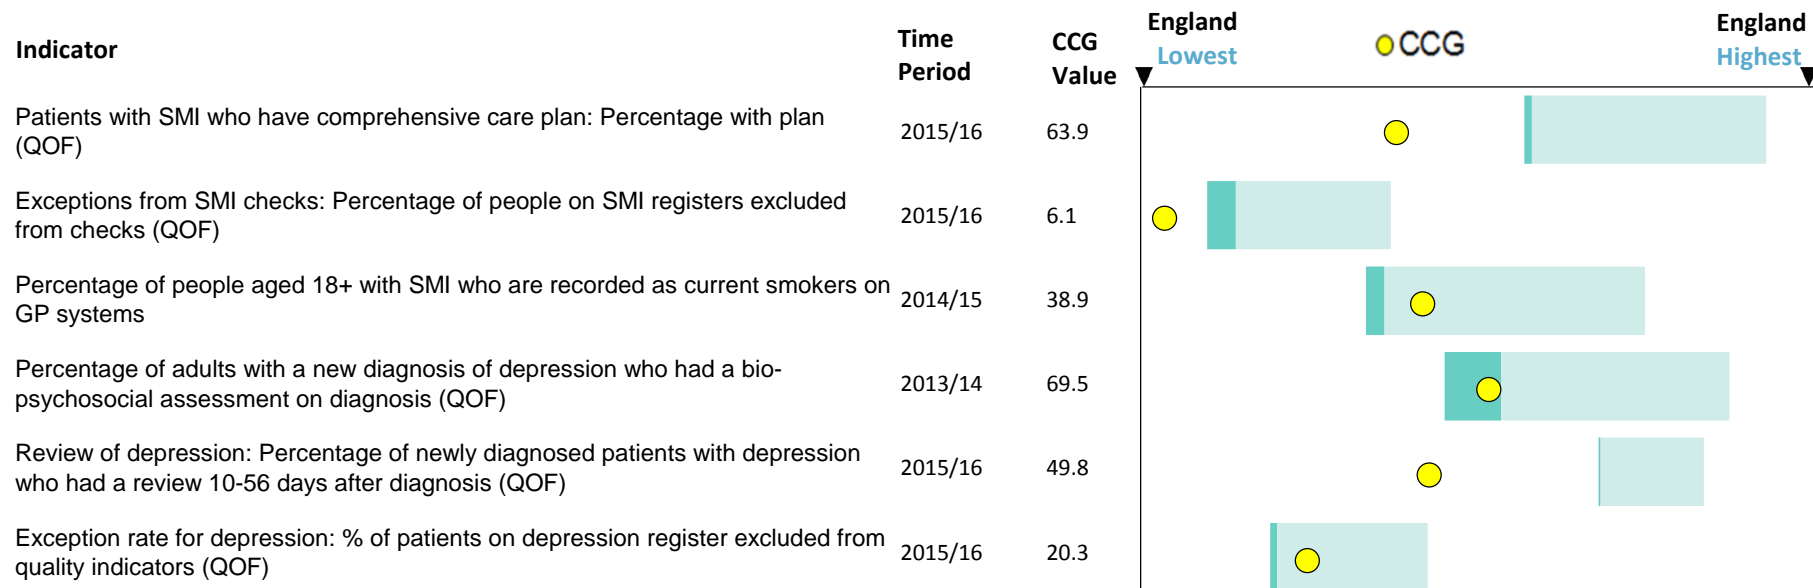 Indicator
Time Period
CCG Value
England Lowest
CCG
England Highest
Patients with SMI who have comprehensive care plan: Percentage with plan
(QOF)
2015/16
63.9
Exceptions from SMI checks: Percentage of people on SMI registers excluded
from checks (QOF)
2015/16
6.1
Percentage of people aged 18+ with SMI who are recorded as current smokers on
GP systems
2014/15
38.9
Percentage of adults with a new diagnosis of depression who had a bio-
psychosocial assessment on diagnosis (QOF)
2013/14
69.5
Review of depression: Percentage of newly diagnosed patients with depression
who had a review 10-56 days after diagnosis (QOF)
2015/16
49.8
Exception rate for depression: % of patients on depression register excluded from
quality indicators (QOF)
2015/16
20.3